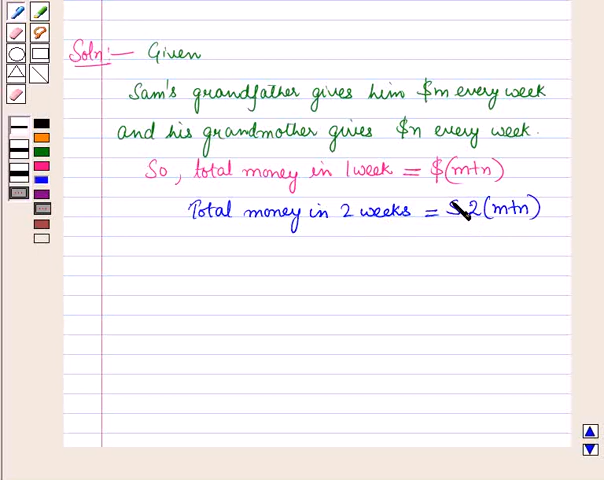 Soln:- Given
Sam's grandfather gives him $m every week
and his grandmother gives $n every week.
So, total money in 1 week = $(m+n)
Total money in 2 weeks = $ 2(m+n)